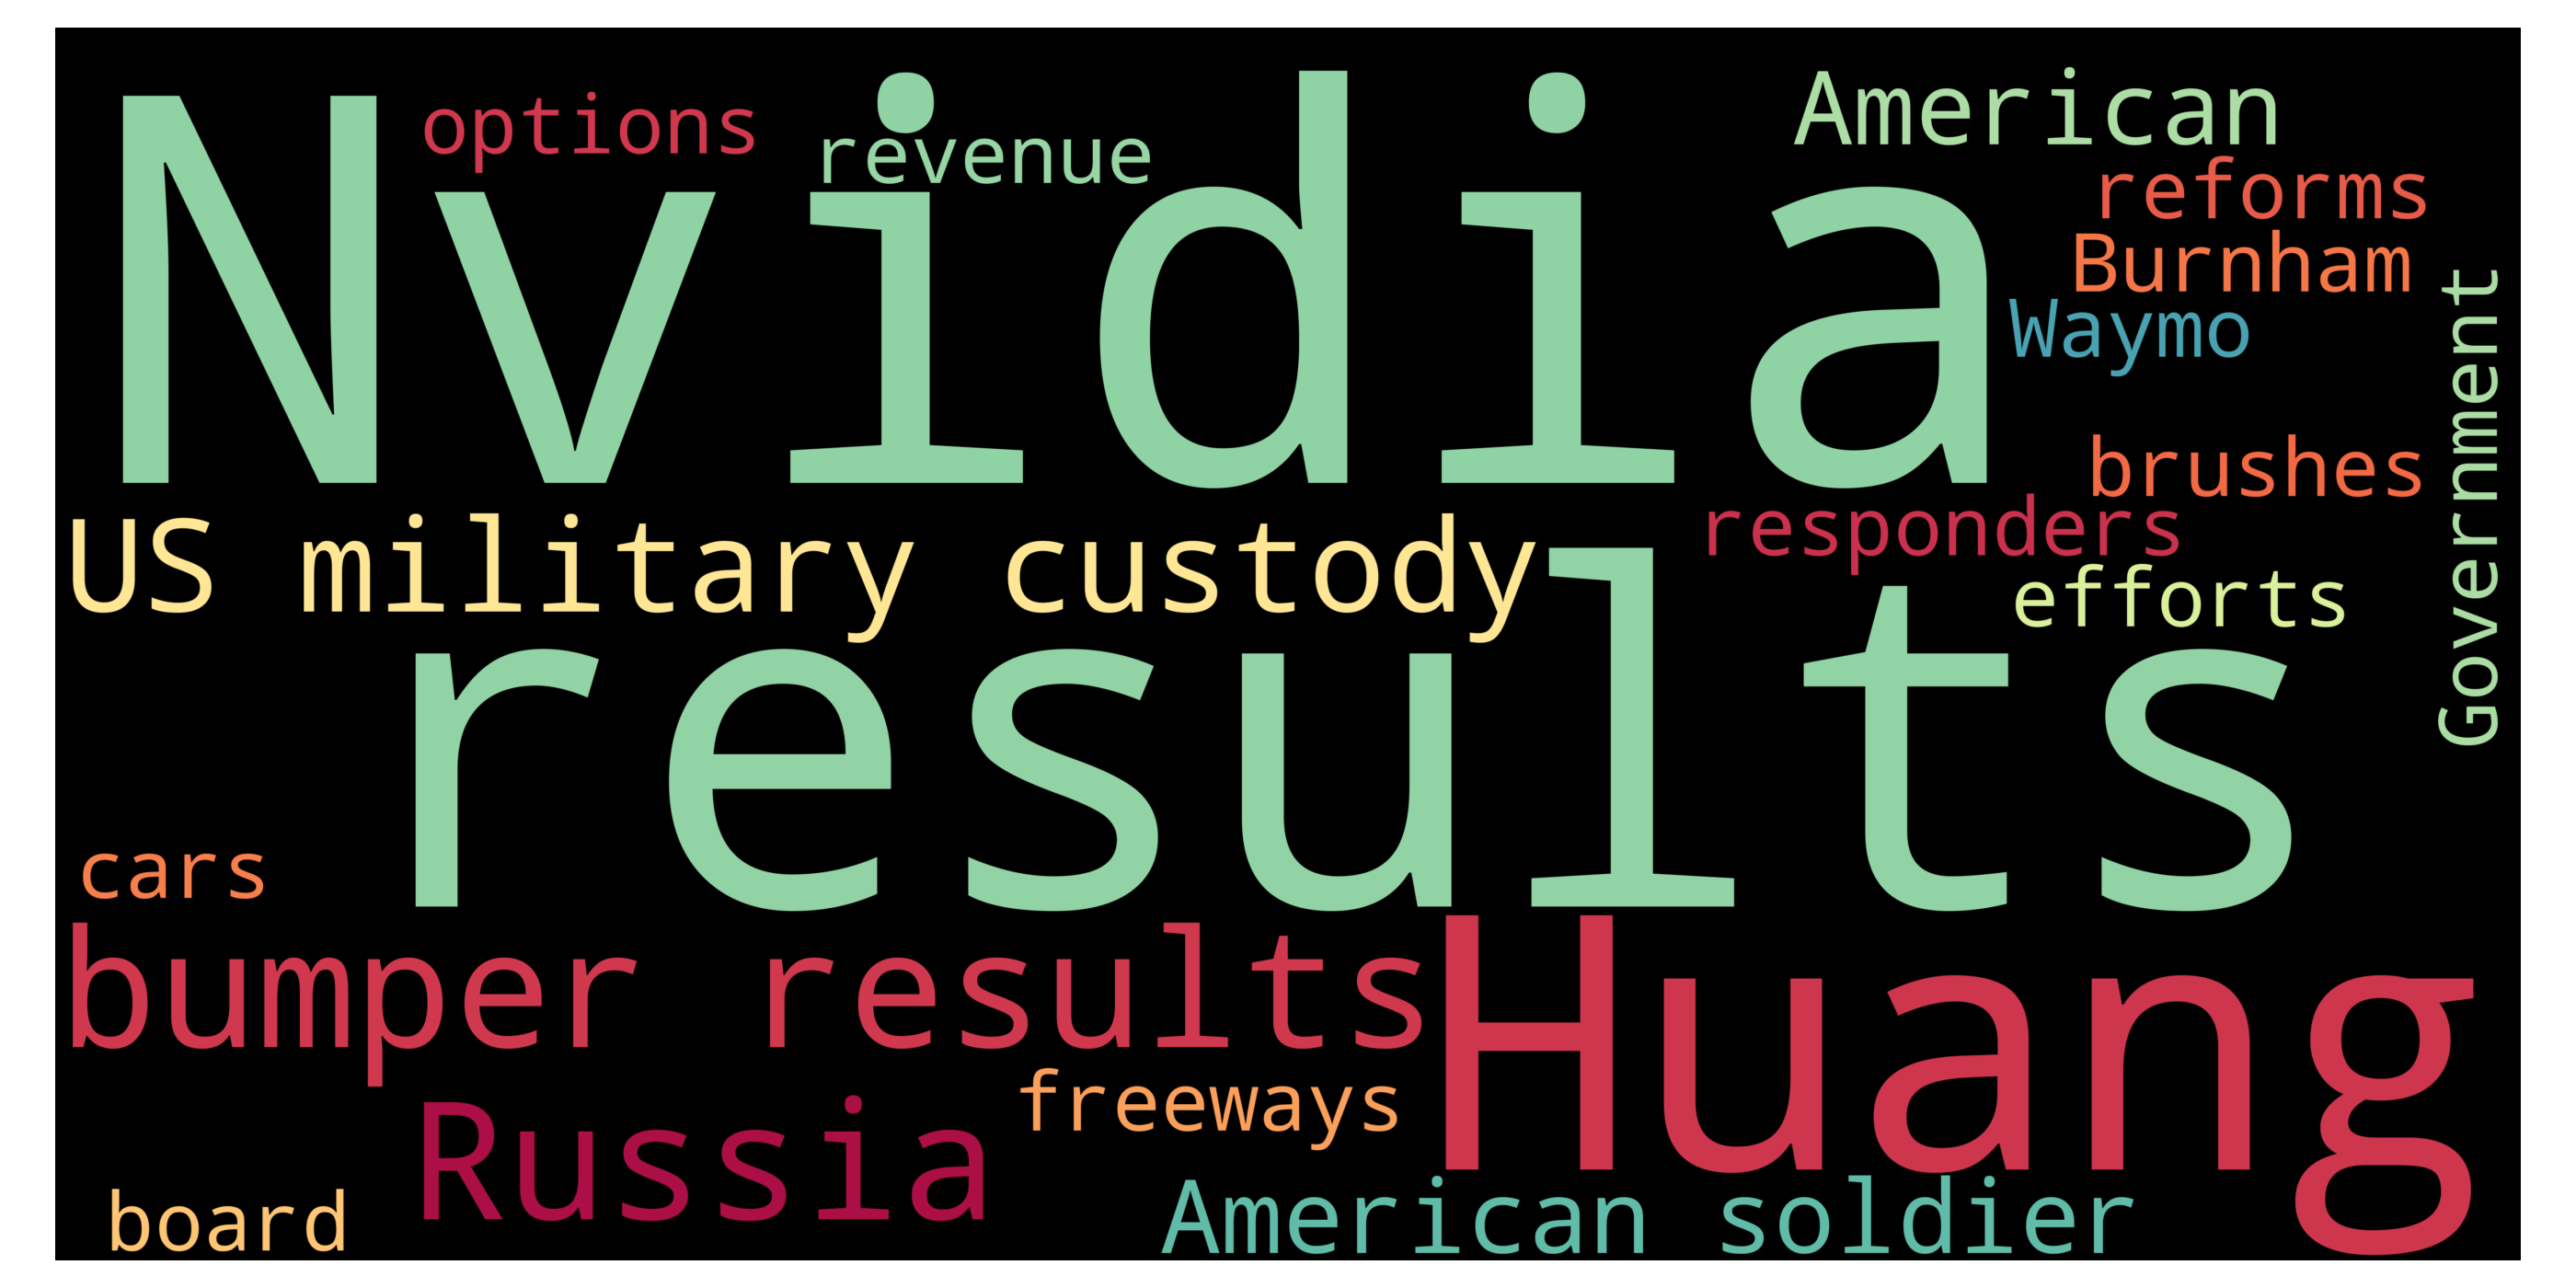 Nvidia
options
revenue
American
reforms
Burnham
Waymo
Government
brushes
US military custody
responders
efforts
results
cars
bumper results
Huang
Russia
freeways
board
American soldier